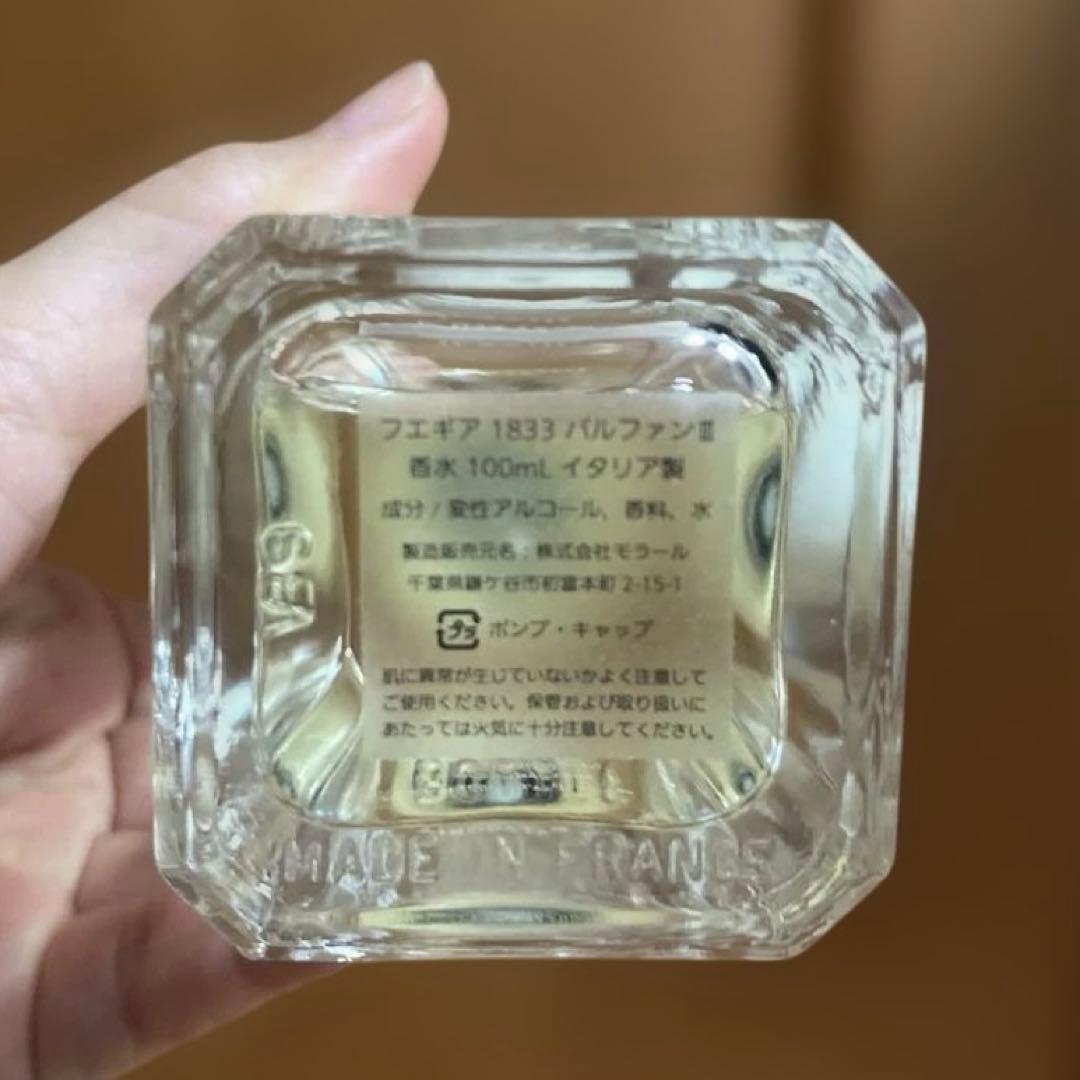 フエギア 1833 パルファンⅢ
香水 100mL イタリア製
成分 / 変性アルコール、香料、水
製造販売元名：株式会社モラール
千葉県鎌ケ谷市初富本町 2-15-1
プラ ポンプ・キャップ
肌に異常が生じていないかよく注意して
ご使用ください。保管および取り扱いに
あたっては火気に十分注意してください。
MADE IN FRANCE